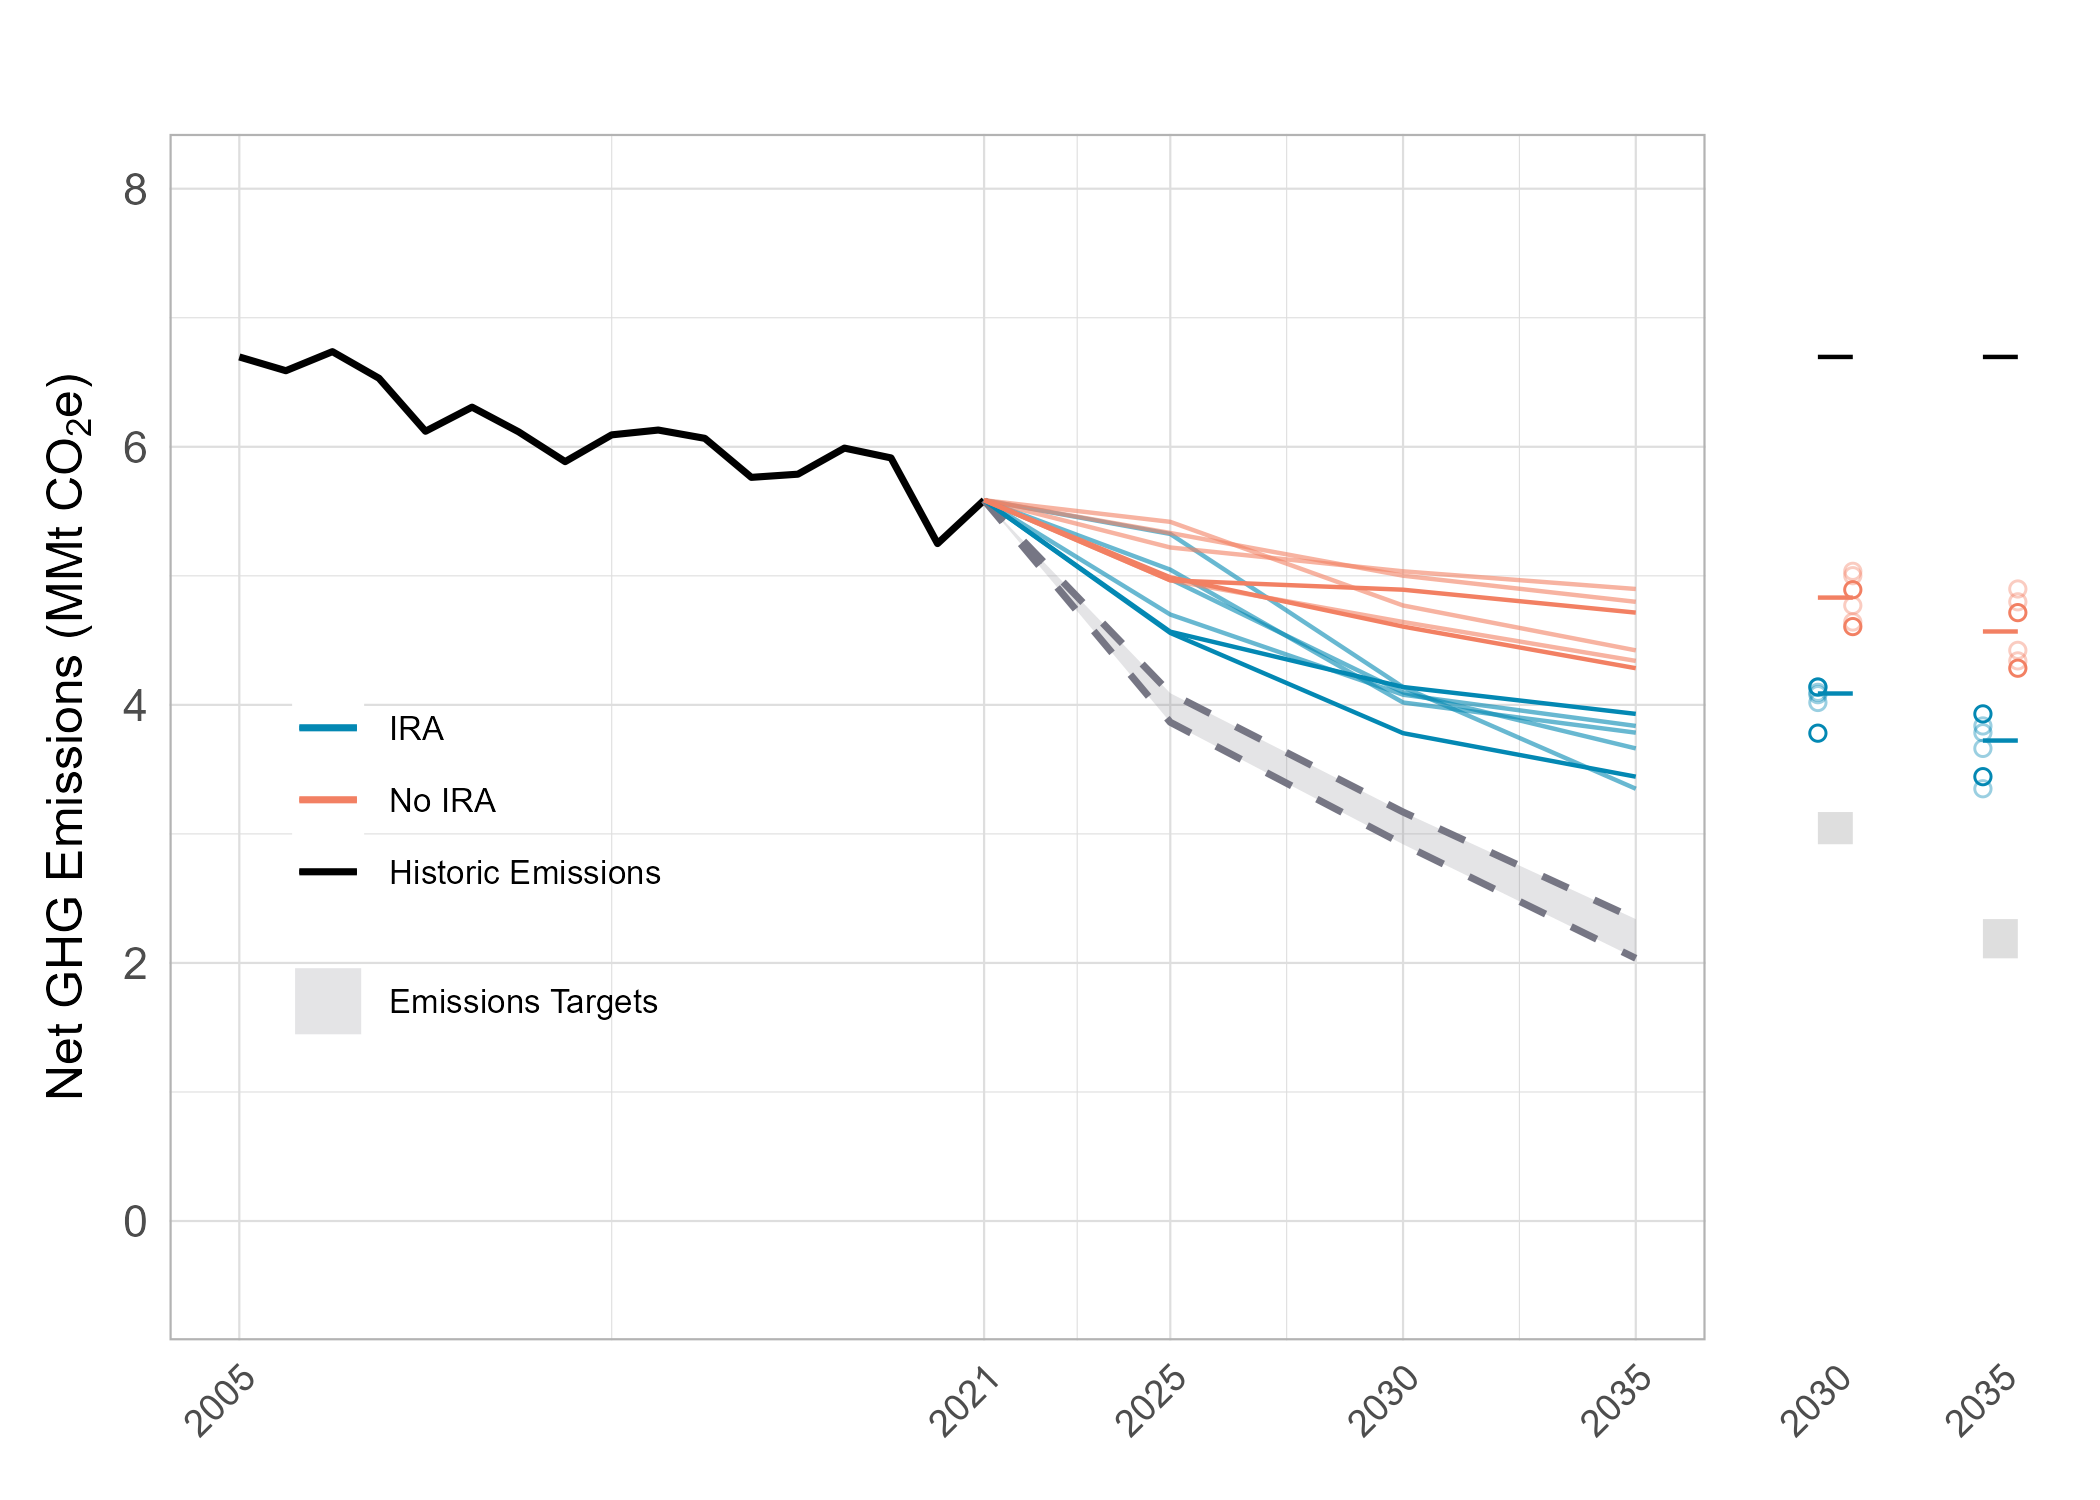 Net GHG Emissions (MMt CO₂e)
8
6
4
2
0
IRA
No IRA
Historic Emissions
Emissions Targets
2005
2021
2025
2030
2035
2030
2035